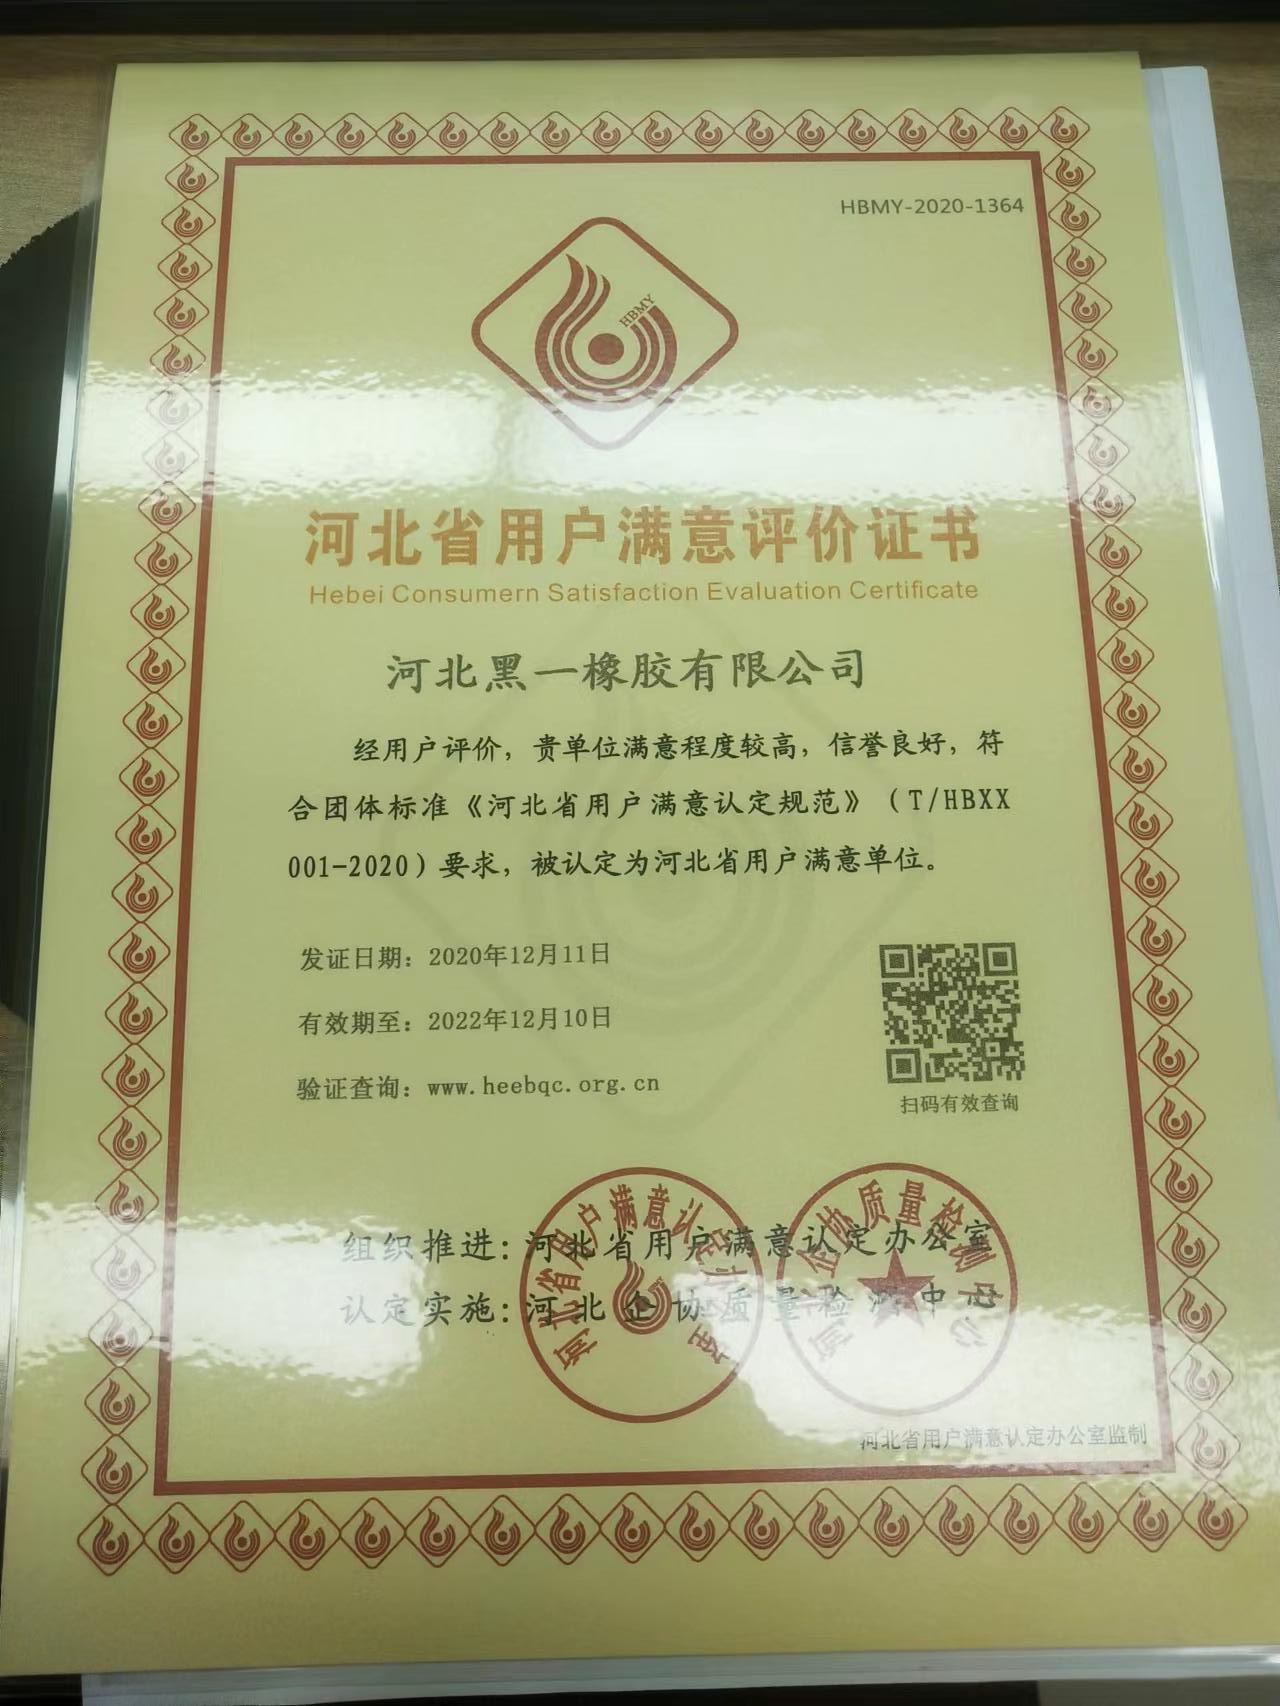 HBMY-2020-1364
HBMY
河北省用户满意评价证书
Hebei Consumern Satisfaction Evaluation Certificate
河北黑一橡胶有限公司
经用户评价，贵单位满意程度较高，信誉良好，符
合团体标准《河北省用户满意认定规范》（T/HBXX
001-2020）要求，被认定为河北省用户满意单位。
发证日期：2020年12月11日
有效期至：2022年12月10日
验证查询：www.heebqc.org.cn
扫码有效查询
组织推进：河北省用户满意认定办公室
认定实施：河北企协质量检测中心
河北省用户满意认定办公室监制